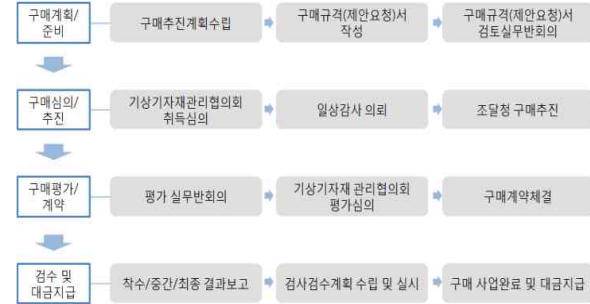 구매계획/
준비
구매추진계획수립
구매규격(제안요청)서
작성
구매규격(제안요청)서
검토실무반회의
구매심의/
추진
기상기자재관리협의회
취득심의
일상감사 의뢰
조달청 구매추진
구매평가/
계약
평가 실무반회의
기상기자재 관리협의회
평가심의
구매계약체결
검수 및
대금지급
착수/중간/최종 결과보고
검사검수계획 수립 및 실시
구매 사업완료 및 대금지급